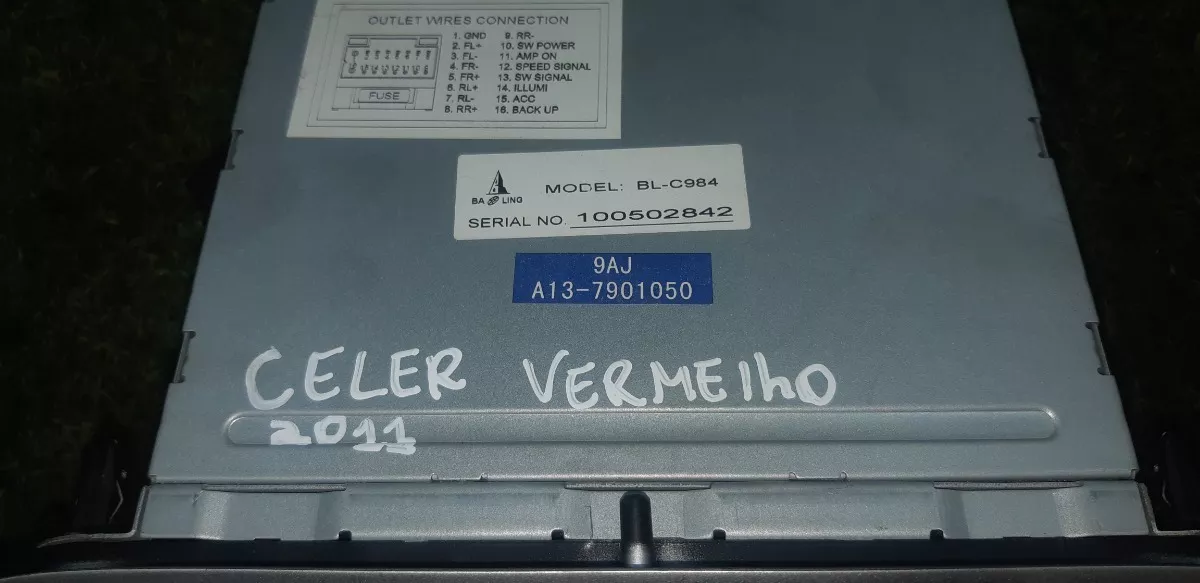 OUTLET WIRES CONNECTION
1. GND 9. RR-
2. FL+ 10. SW POWER
3. FL- 11. AMP ON
4. FR- 12. SPEED SIGNAL
5. FR+ 13. SW SIGNAL
6. RL+ 14. ILLUMI
7. RL- 15. ACC
8. RR+ 16. BACK UP
FUSE
BA LING
MODEL: BL-C984
SERIAL NO. 100502842
9AJ
A13-7901050
CELER VERMElhO
2011